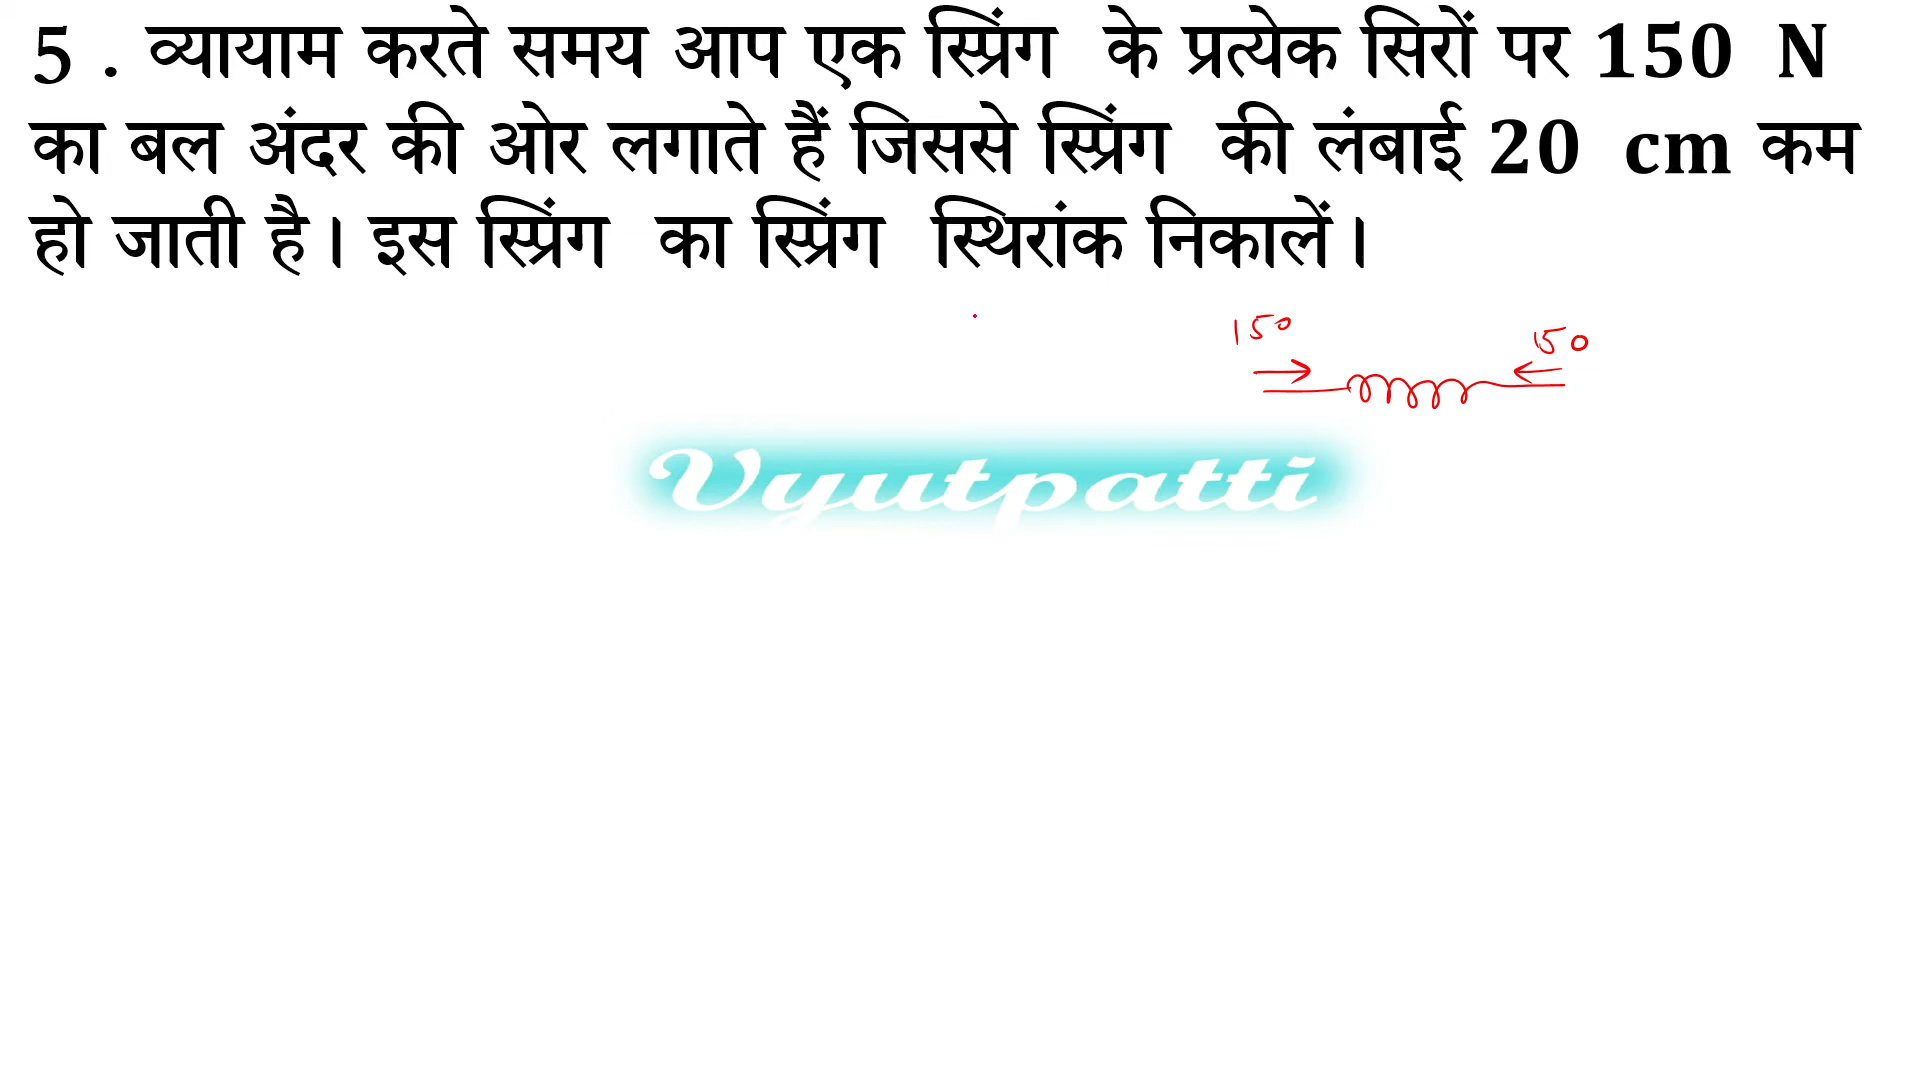 5 . व्यायाम करते समय आप एक स्प्रिंग के प्रत्येक सिरों पर 150 N
का बल अंदर की ओर लगाते हैं जिससे स्प्रिंग की लंबाई 20 cm कम
हो जाती है। इस स्प्रिंग का स्प्रिंग स्थिरांक निकालें।
150 150
Vyutpatti